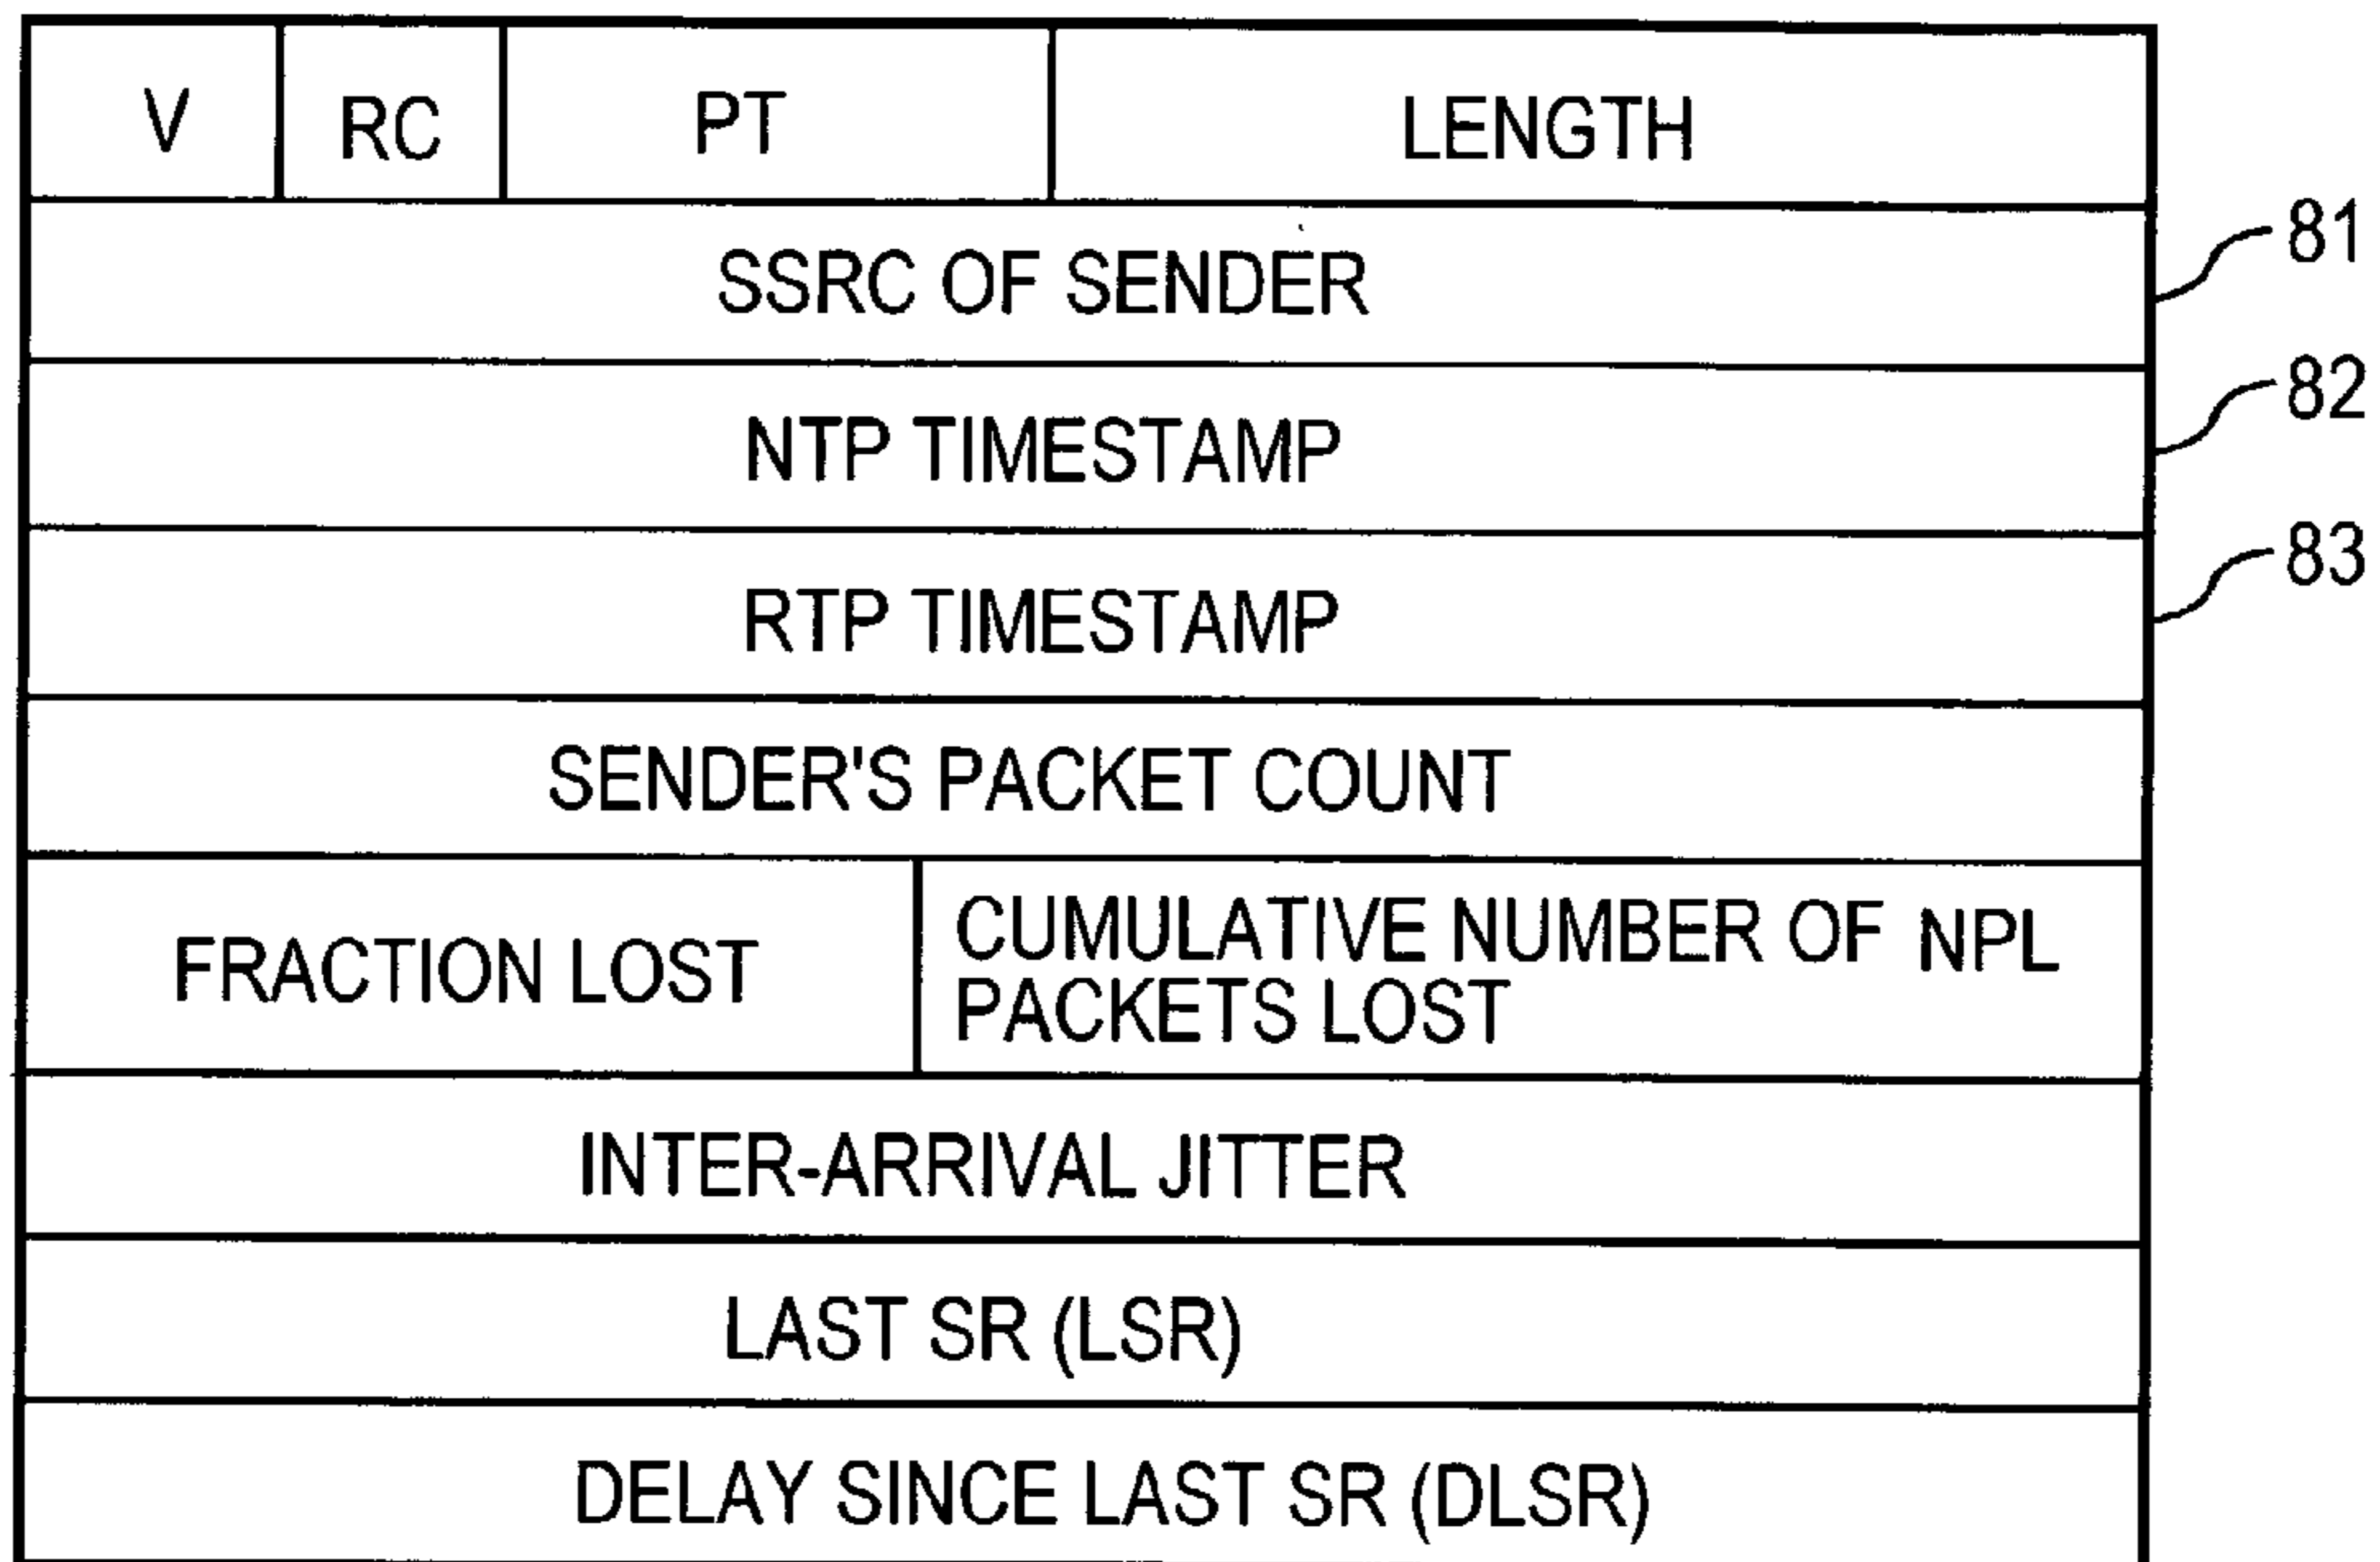 V RC PT LENGTH
SSRC OF SENDER 81
NTP TIMESTAMP 82
RTP TIMESTAMP 83
SENDER'S PACKET COUNT
FRACTION LOST
CUMULATIVE NUMBER OF NPL
PACKETS LOST
INTER-ARRIVAL JITTER
LAST SR (LSR)
DELAY SINCE LAST SR (DLSR)